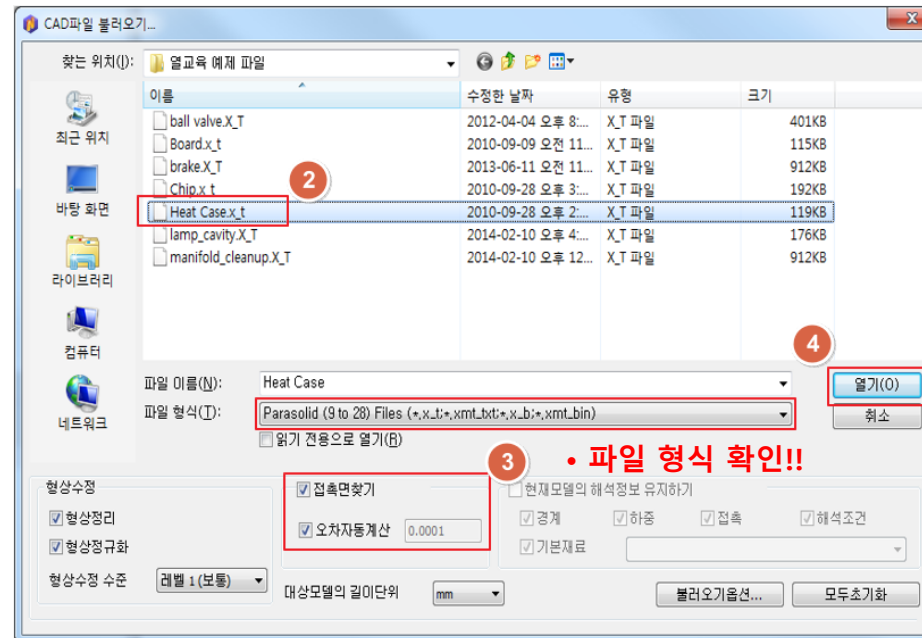 CAD파일 불러오기...
찾는 위치(I):
열교육 예제 파일
이름 수정한 날짜 유형 크기
ball valve.X_T 2012-04-04 오후 8:... X_T 파일 401KB
Board.x_t 2010-09-09 오전 11... X_T 파일 115KB
brake.X_T 2013-06-11 오전 11... X_T 파일 912KB
Chip.x_t 2010-09-28 오후 3:... X_T 파일 192KB
Heat Case.x_t 2010-09-28 오후 2:... X_T 파일 119KB
lamp_cavity.X_T 2014-02-10 오후 4:... X_T 파일 176KB
manifold_cleanup.X_T 2014-02-10 오후 12... X_T 파일 912KB
최근 위치
바탕 화면
라이브러리
컴퓨터
네트워크
2
4
파일 이름(N): Heat Case 열기(O)
파일 형식(T): Parasolid (9 to 28) Files (*,x_t;*,xmt_txt;*,x_b;*,xmt_bin) 취소
읽기 전용으로 열기(R)
3
• 파일 형식 확인!!
형상수정
형상정리
형상정규화
형상수정 수준 레벨 1 (보통)
접촉면찾기
오차자동계산 0.0001
대상모델의 길이단위 mm
현재모델의 해석정보 유지하기
경계 하중 접촉 해석조건
기본재료
불러오기옵션... 모두초기화